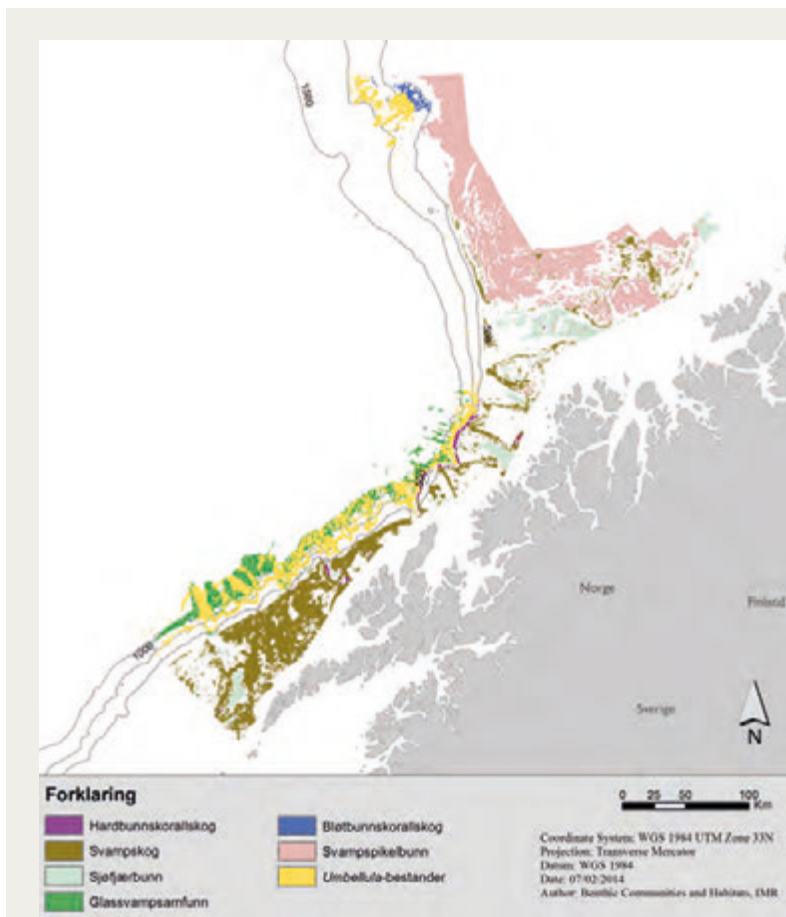 1500
1000
Norge
Finland
Sverige
N
Forklaring
Hardbunnskorallskog
Svampskog
Sjøfjærbunn
Glassvampsamfunn
Bløtbunnskorallskog
Svampspikelbunn
Umbellula-bestander
0 25 50 100
Km
Coordinate System: WGS 1984 UTM Zone 33N
Projection: Transverse Mercator
Datum: WGS 1984
Date: 07/02/2014
Author: Benthic Communities and Habitats, IMR